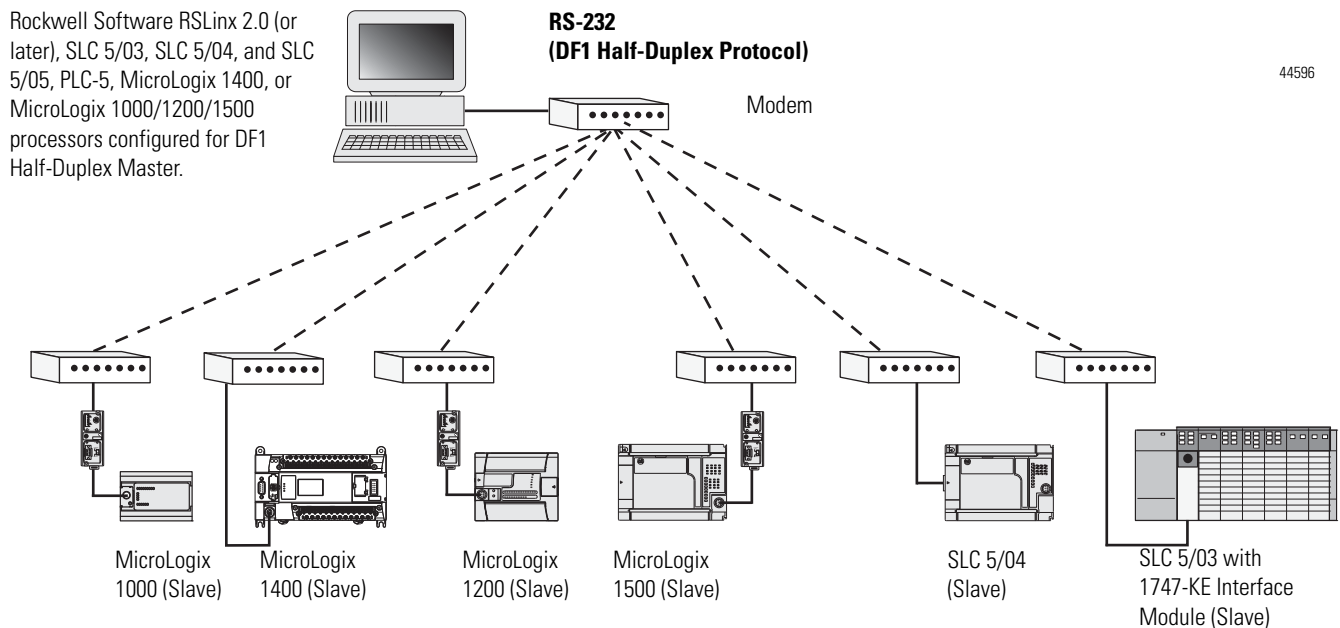 Rockwell Software RSLinx 2.0 (or
later), SLC 5/03, SLC 5/04, and SLC
5/05, PLC-5, MicroLogix 1400, or
MicroLogix 1000/1200/1500
processors configured for DF1
Half-Duplex Master.
RS-232
(DF1 Half-Duplex Protocol)
44596
Modem
MicroLogix
1000 (Slave)
MicroLogix
1400 (Slave)
MicroLogix
1200 (Slave)
MicroLogix
1500 (Slave)
SLC 5/04
(Slave)
SLC 5/03 with
1747-KE Interface
Module (Slave)